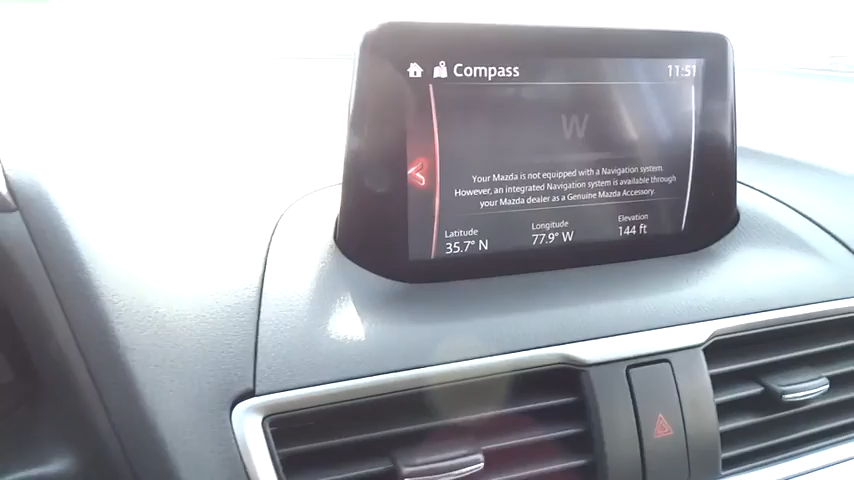 Compass
11:51
W
Your Mazda is not equipped with a Navigation system.
However, an integrated Navigation system is available through
your Mazda dealer as a Genuine Mazda Accessory.
Latitude Longitude Elevation
35.7° N 77.9° W 144 ft